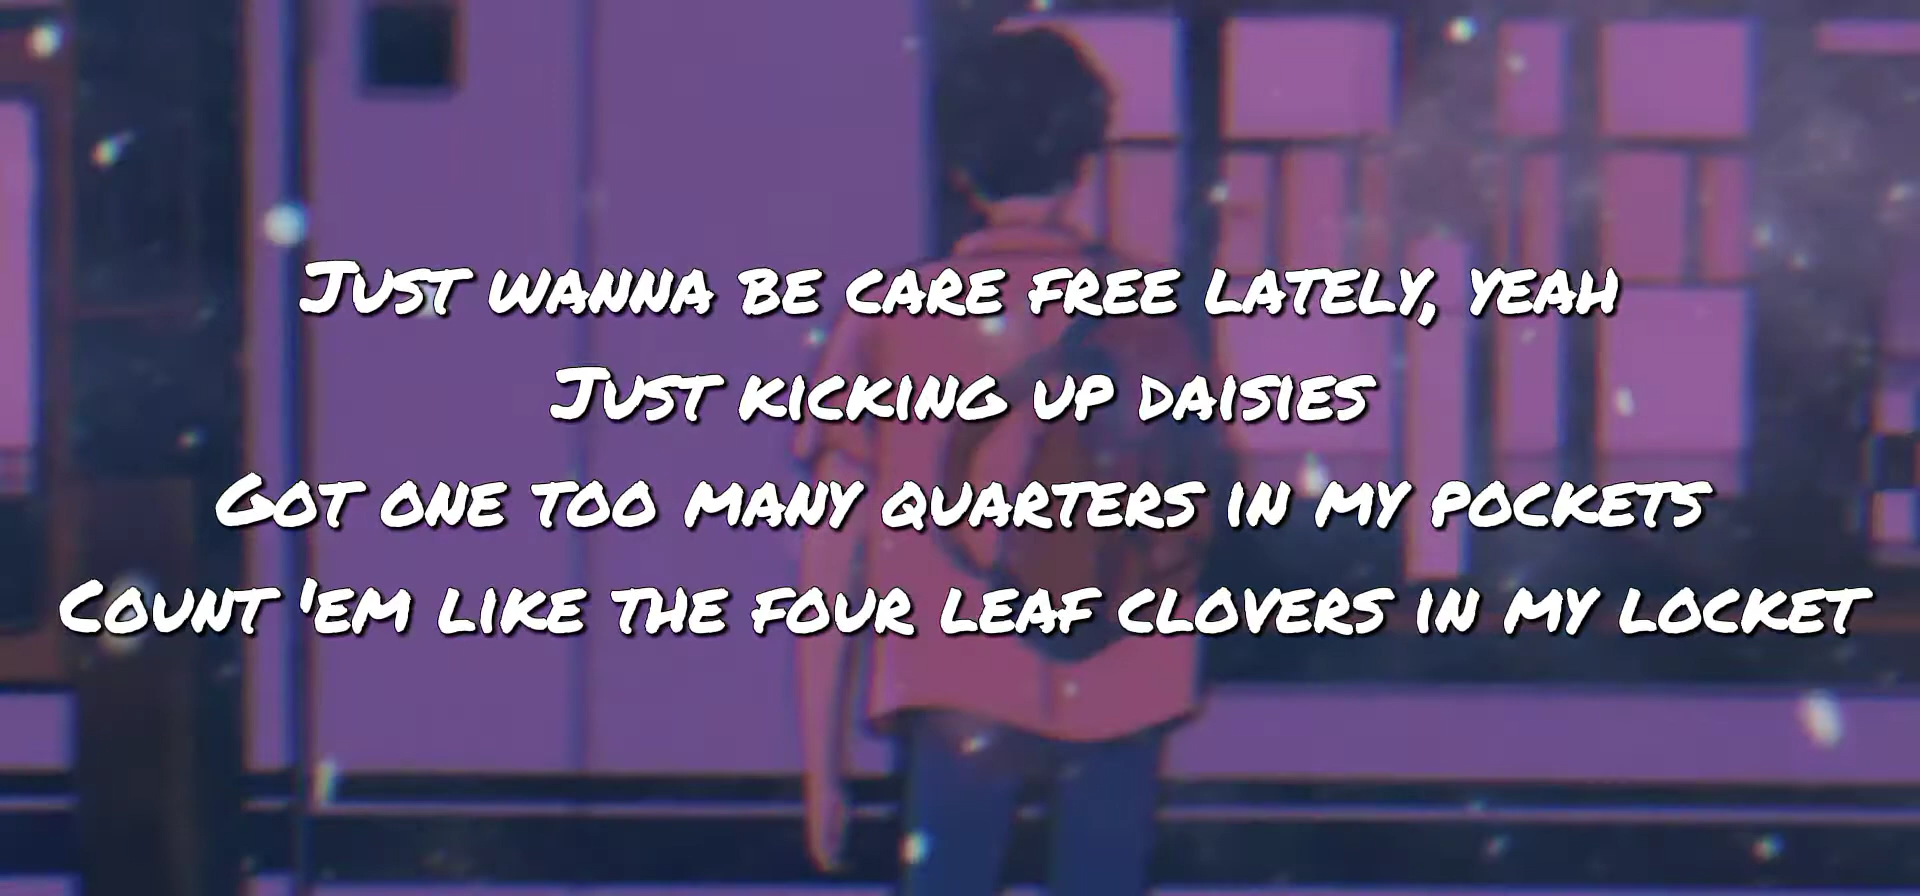 Just wanna be care free lately, yeah
Just kicking up daisies
Got one too many quarters in my pockets
Count 'em like the four leaf clovers in my locket